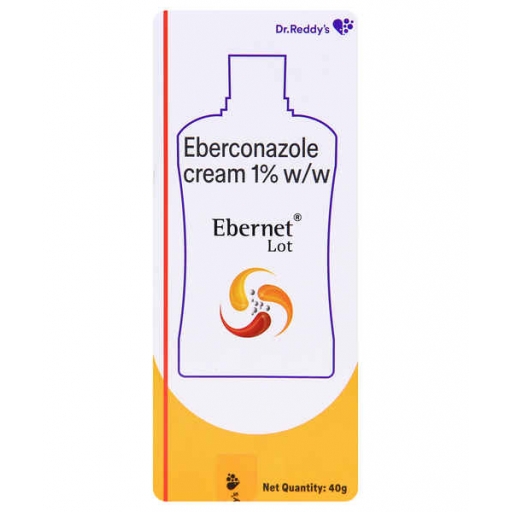 Dr.Reddy's
Eberconazole
cream 1% w/w
Ebernet®
Lot
Net Quantity: 40g